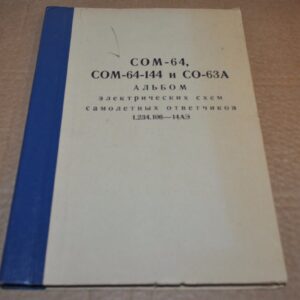 СОМ-64,
СОМ-64-144 и СО-63А
АЛЬБОМ
электрических схем
самолетных ответчиков
1.234.106—14АЭ